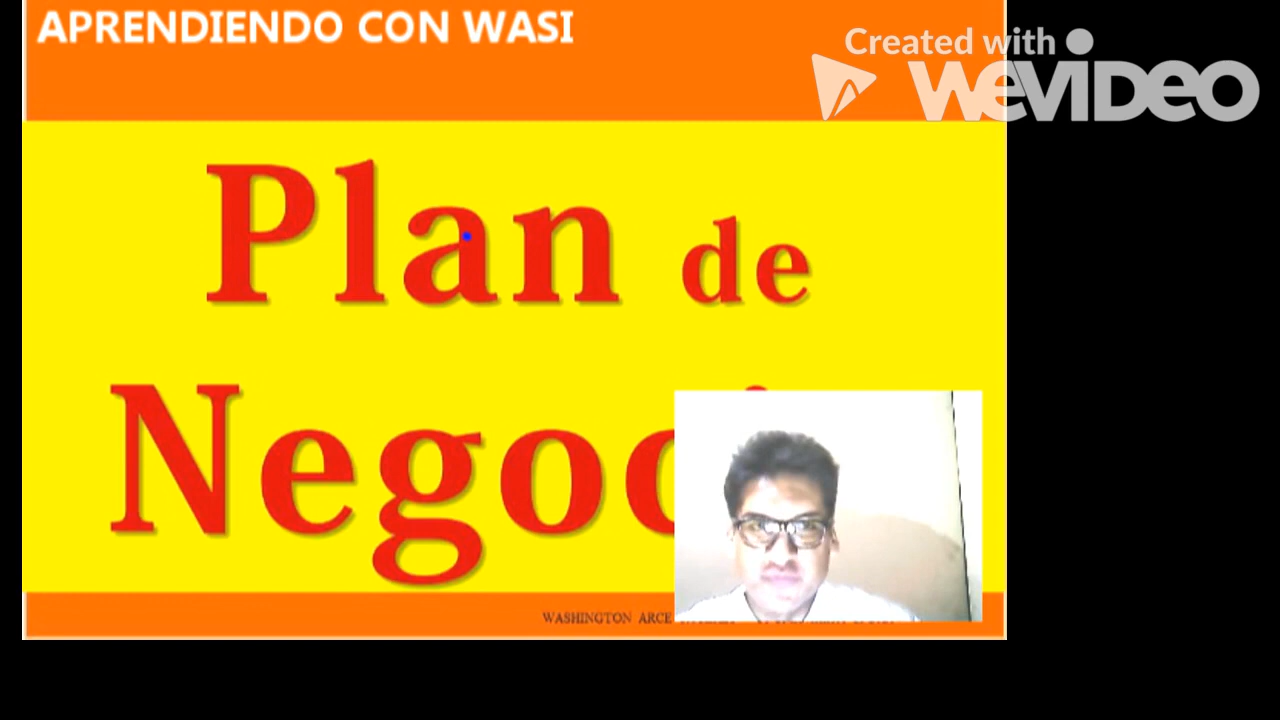 APRENDIENDO CON WASI
Created with
WEVIDEO
Plan de
Negoc
WASHINGTON ARCE